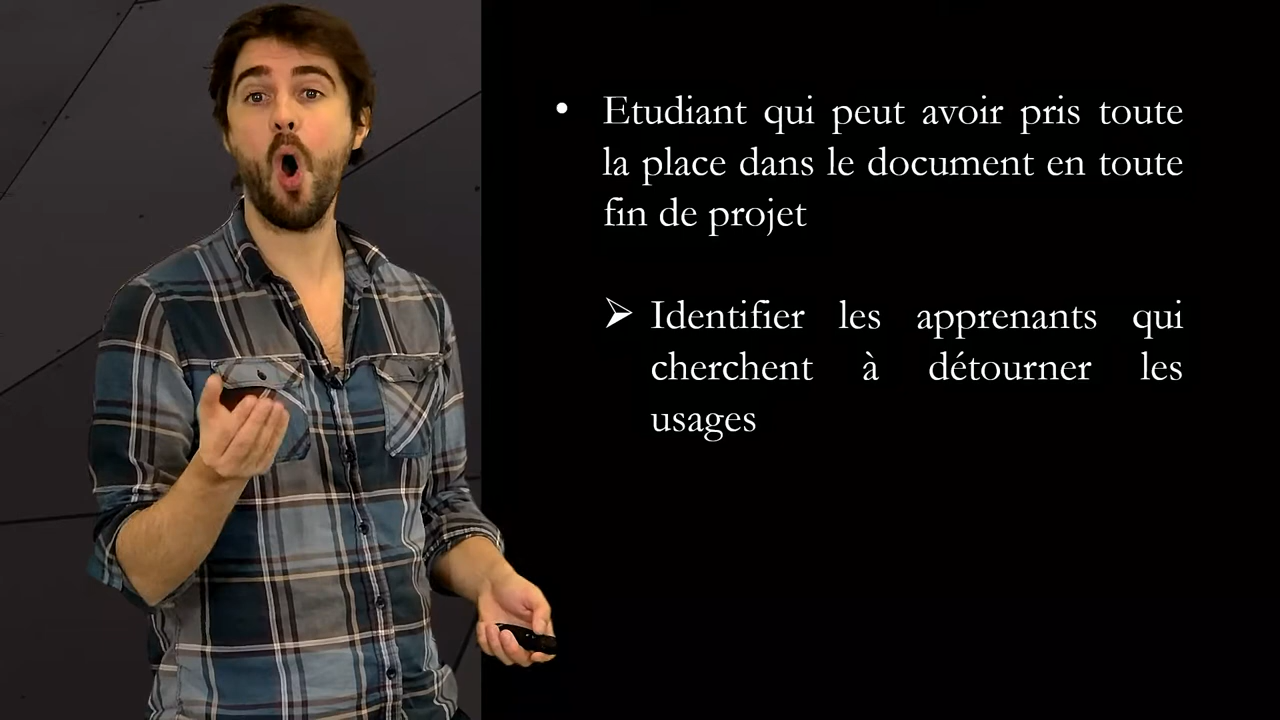 • Etudiant qui peut avoir pris toute
la place dans le document en toute
fin de projet
➢ Identifier les apprenants qui
cherchent à détourner les
usages